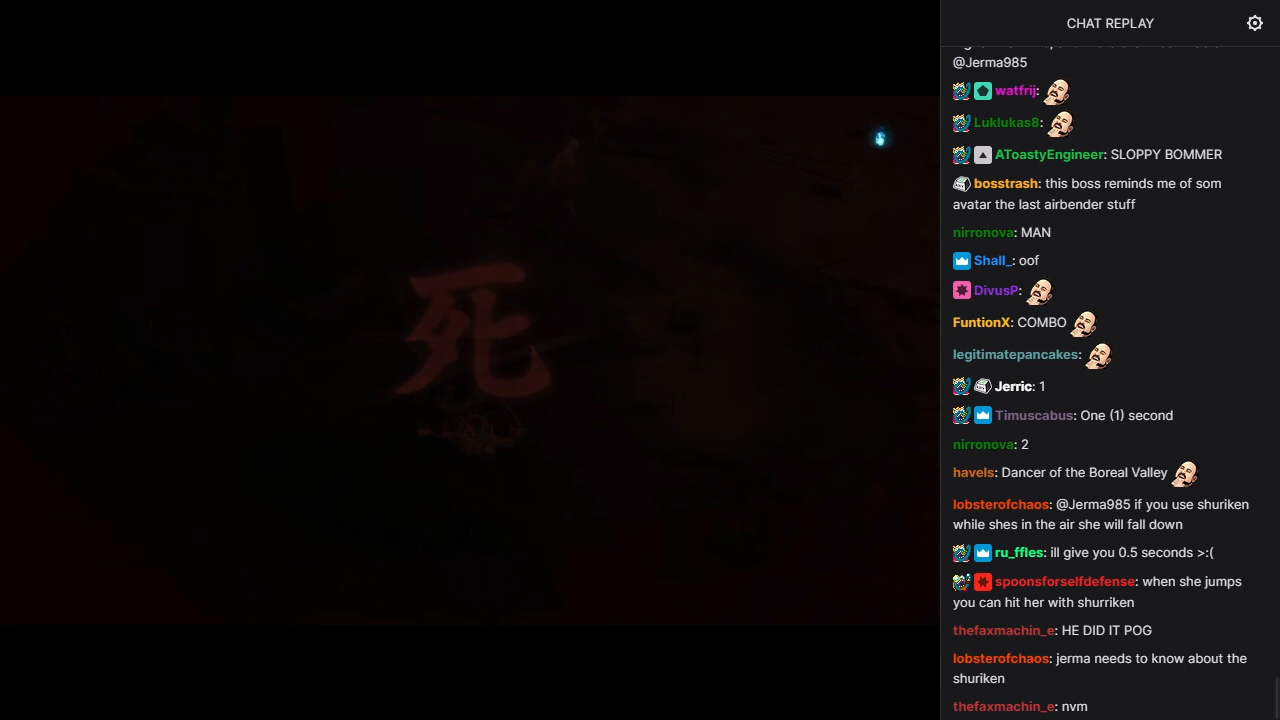 CHAT REPLAY
@Jerma985
watfrij:
Luklukas8:
AToastyEngineer: SLOPPY BOMMER
bosstrash: this boss reminds me of som
avatar the last airbender stuff
nirronova: MAN
Shall_: oof
DivusP:
FuntionX: COMBO
legitimatepancakes:
Jerric: 1
Timuscabus: One (1) second
nirronova: 2
havels: Dancer of the Boreal Valley
lobsterofchaos: @Jerma985 if you use shuriken
while shes in the air she will fall down
ru_ffles: ill give you 0.5 seconds >:(
spoonsforselfdefense: when she jumps
you can hit her with shurriken
thefaxmachin_e: HE DID IT POG
lobsterofchaos: jerma needs to know about the
shuriken
thefaxmachin_e: nvm
死